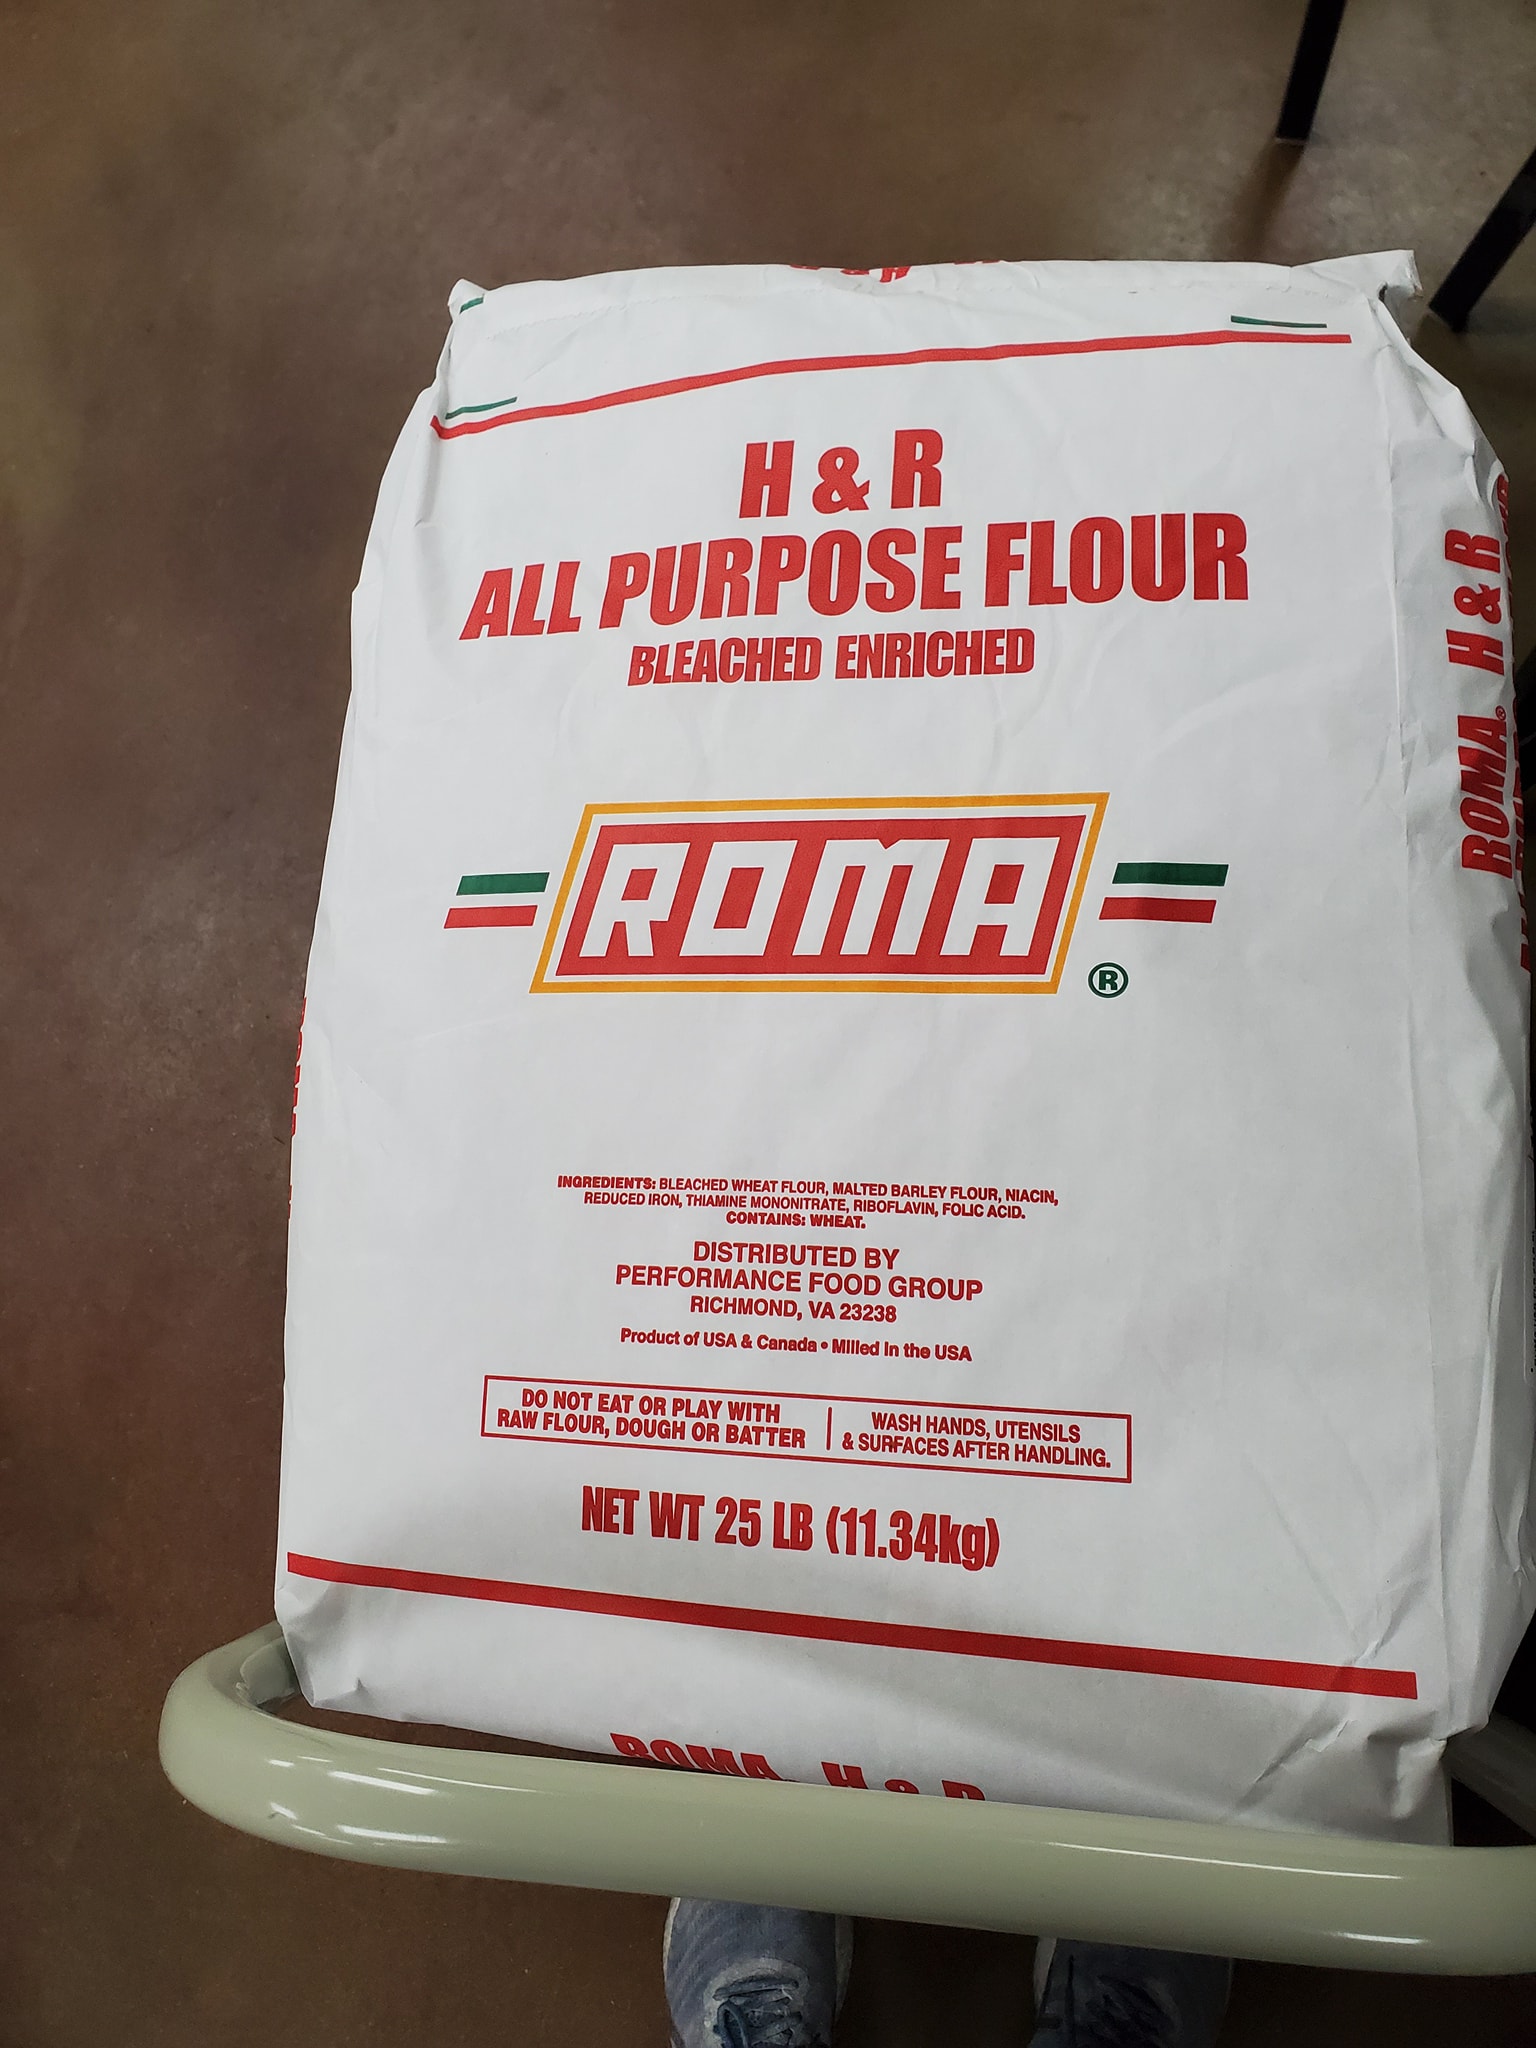 H & R
ALL PURPOSE FLOUR
BLEACHED ENRICHED
ROMA
®
INGREDIENTS: BLEACHED WHEAT FLOUR, MALTED BARLEY FLOUR, NIACIN,
REDUCED IRON, THIAMINE MONONITRATE, RIBOFLAVIN, FOLIC ACID.
CONTAINS: WHEAT.
DISTRIBUTED BY
PERFORMANCE FOOD GROUP
RICHMOND, VA 23238
Product of USA & Canada • Milled in the USA
DO NOT EAT OR PLAY WITH
RAW FLOUR, DOUGH OR BATTER
WASH HANDS, UTENSILS
& SURFACES AFTER HANDLING.
NET WT 25 LB (11.34kg)
ROMA® H & R
ROMA H & R